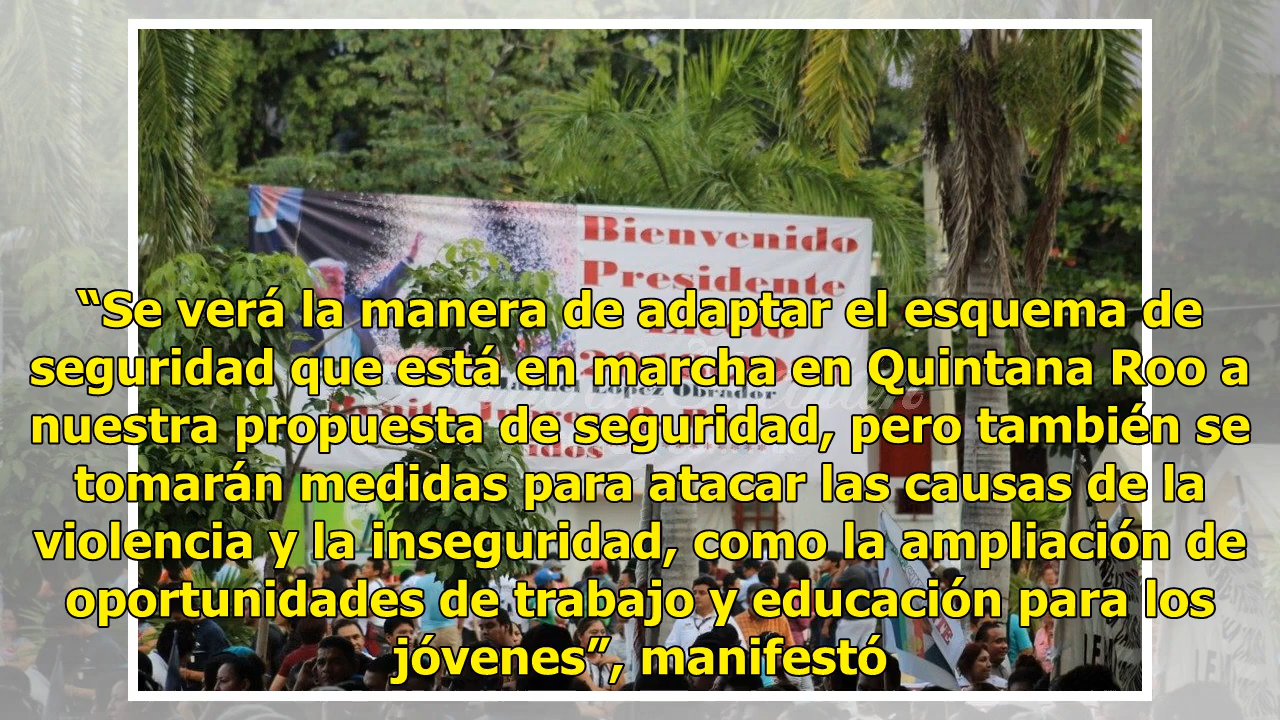 Bienvenido
Presidente
“Se verá la manera de adaptar el esquema de
seguridad que está en marcha en Quintana Roo a
López Obrador
nuestra propuesta de seguridad, pero también se
tomarán medidas para atacar las causas de la
violencia y la inseguridad, como la ampliación de
oportunidades de trabajo y educación para los
jóvenes”, manifestó